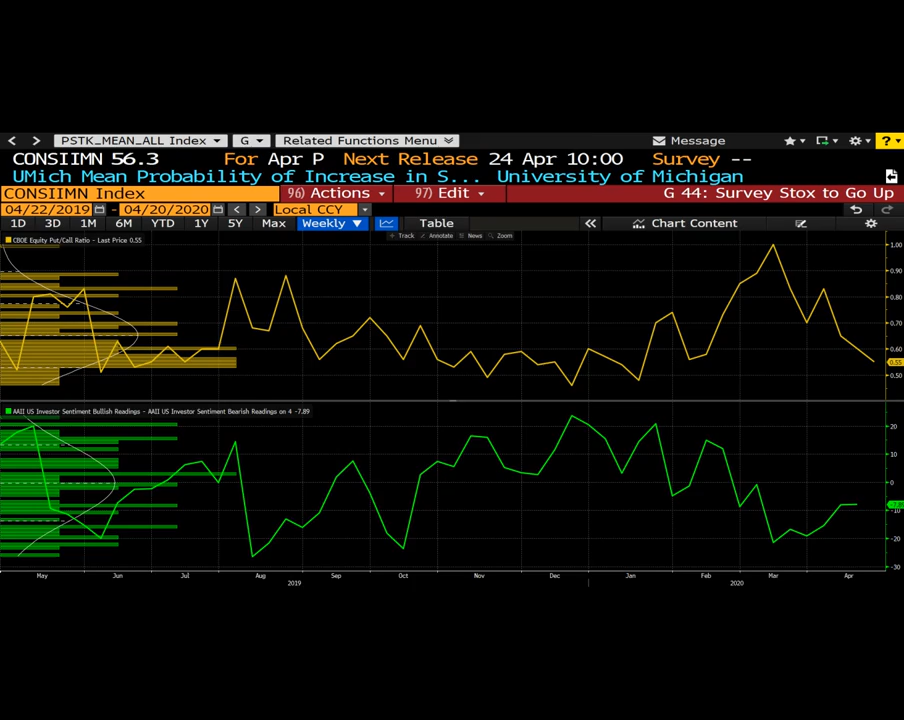 PSTK_MEAN_ALL Index G Related Functions Menu Message ?
CONSIIMN 56.3 For Apr P Next Release 24 Apr 10:00 Survey --
UMich Mean Probability of Increase in S... University of Michigan
CONSIIMN Index 96) Actions 97) Edit G 44: Survey Stox to Go Up
04/22/2019 - 04/20/2020 Local CCY
1D 3D 1M 6M YTD 1Y 5Y Max Weekly Table Chart Content
Track Annotate News Zoom
CBOE Equity Put/Call Ratio - Last Price 0.55
1.00
0.90
0.80
0.70
0.60
0.55
0.50
AAII US Investor Sentiment Bullish Readings - AAII US Investor Sentiment Bearish Readings on 4 -7.89
20
10
0
-7.89
-10
-20
-30
May Jun Jul Aug Sep Oct Nov Dec Jan Feb Mar Apr
2019 2020